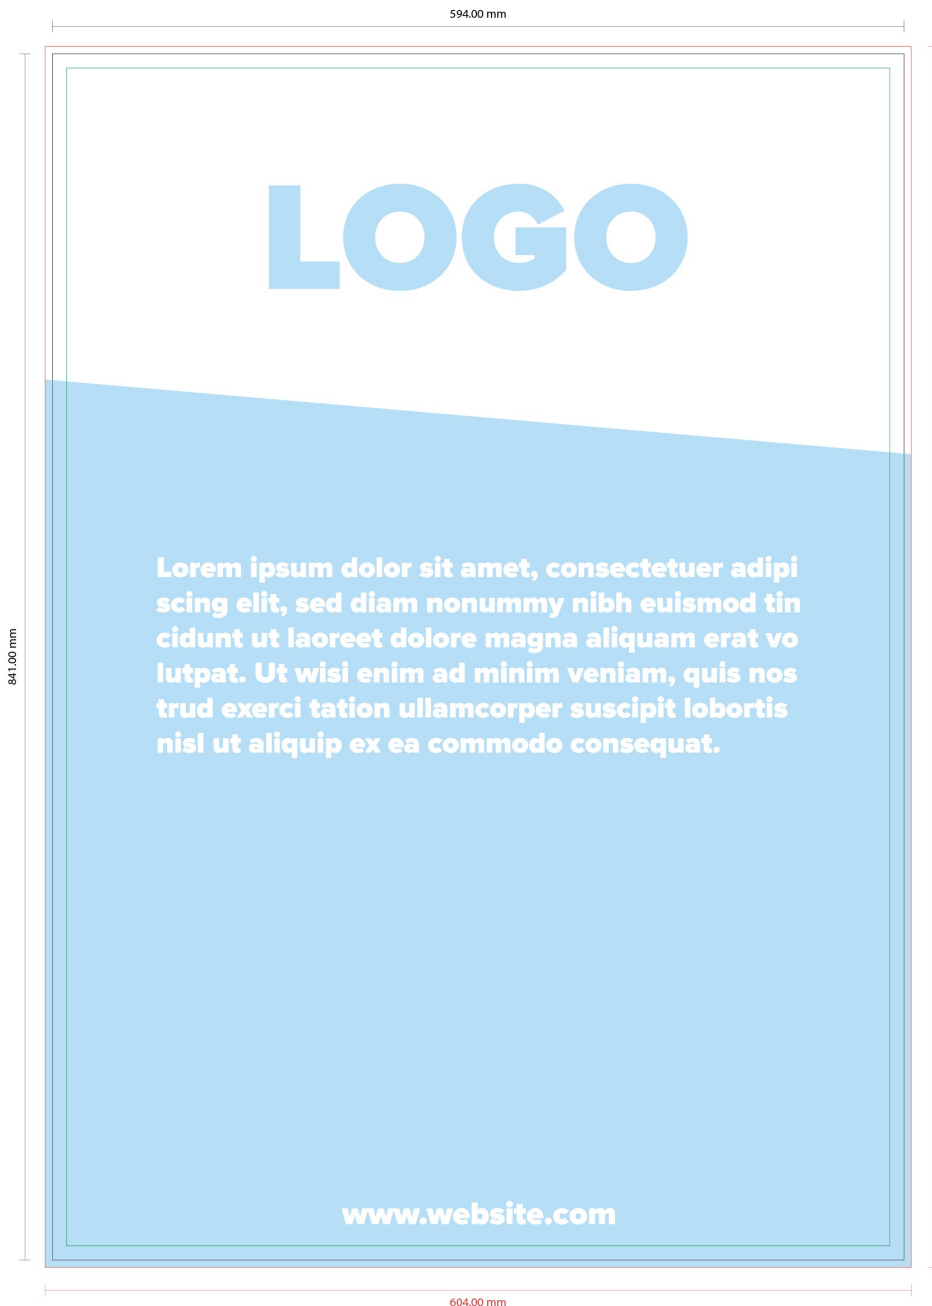 594.00 mm
LOGO
841.00 mm
Lorem ipsum dolor sit amet, consectetuer adipi
scing elit, sed diam nonummy nibh euismod tin
cidunt ut laoreet dolore magna aliquam erat vo
lutpat. Ut wisi enim ad minim veniam, quis nos
trud exerci tation ullamcorper suscipit lobortis
nisl ut aliquip ex ea commodo consequat.
www.website.com
604.00 mm